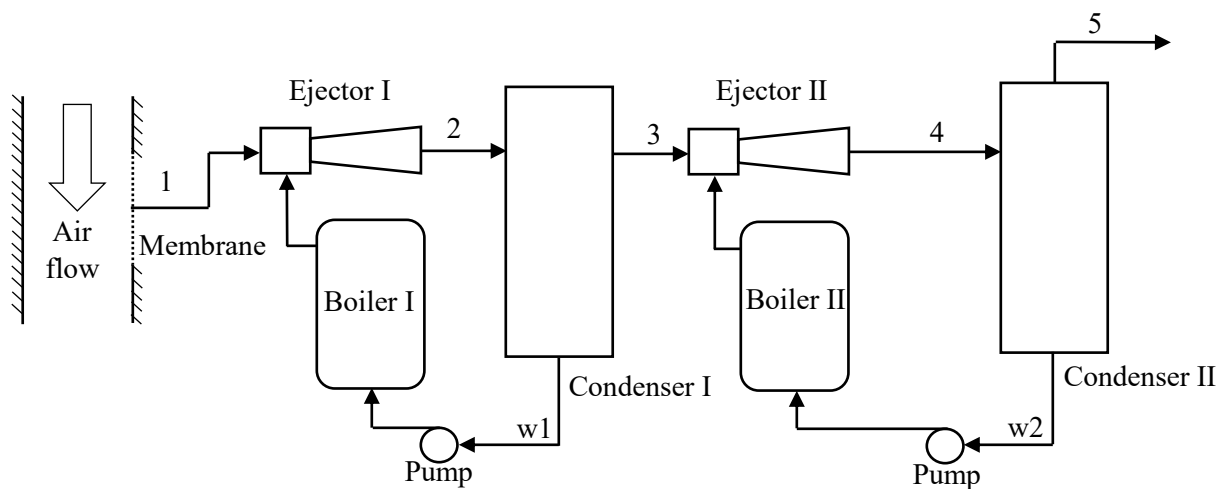 5
Ejector I
Ejector II
2
3
4
1
Air
flow
Membrane
Boiler I
Boiler II
Condenser I
Condenser II
w1
w2
Pump
Pump